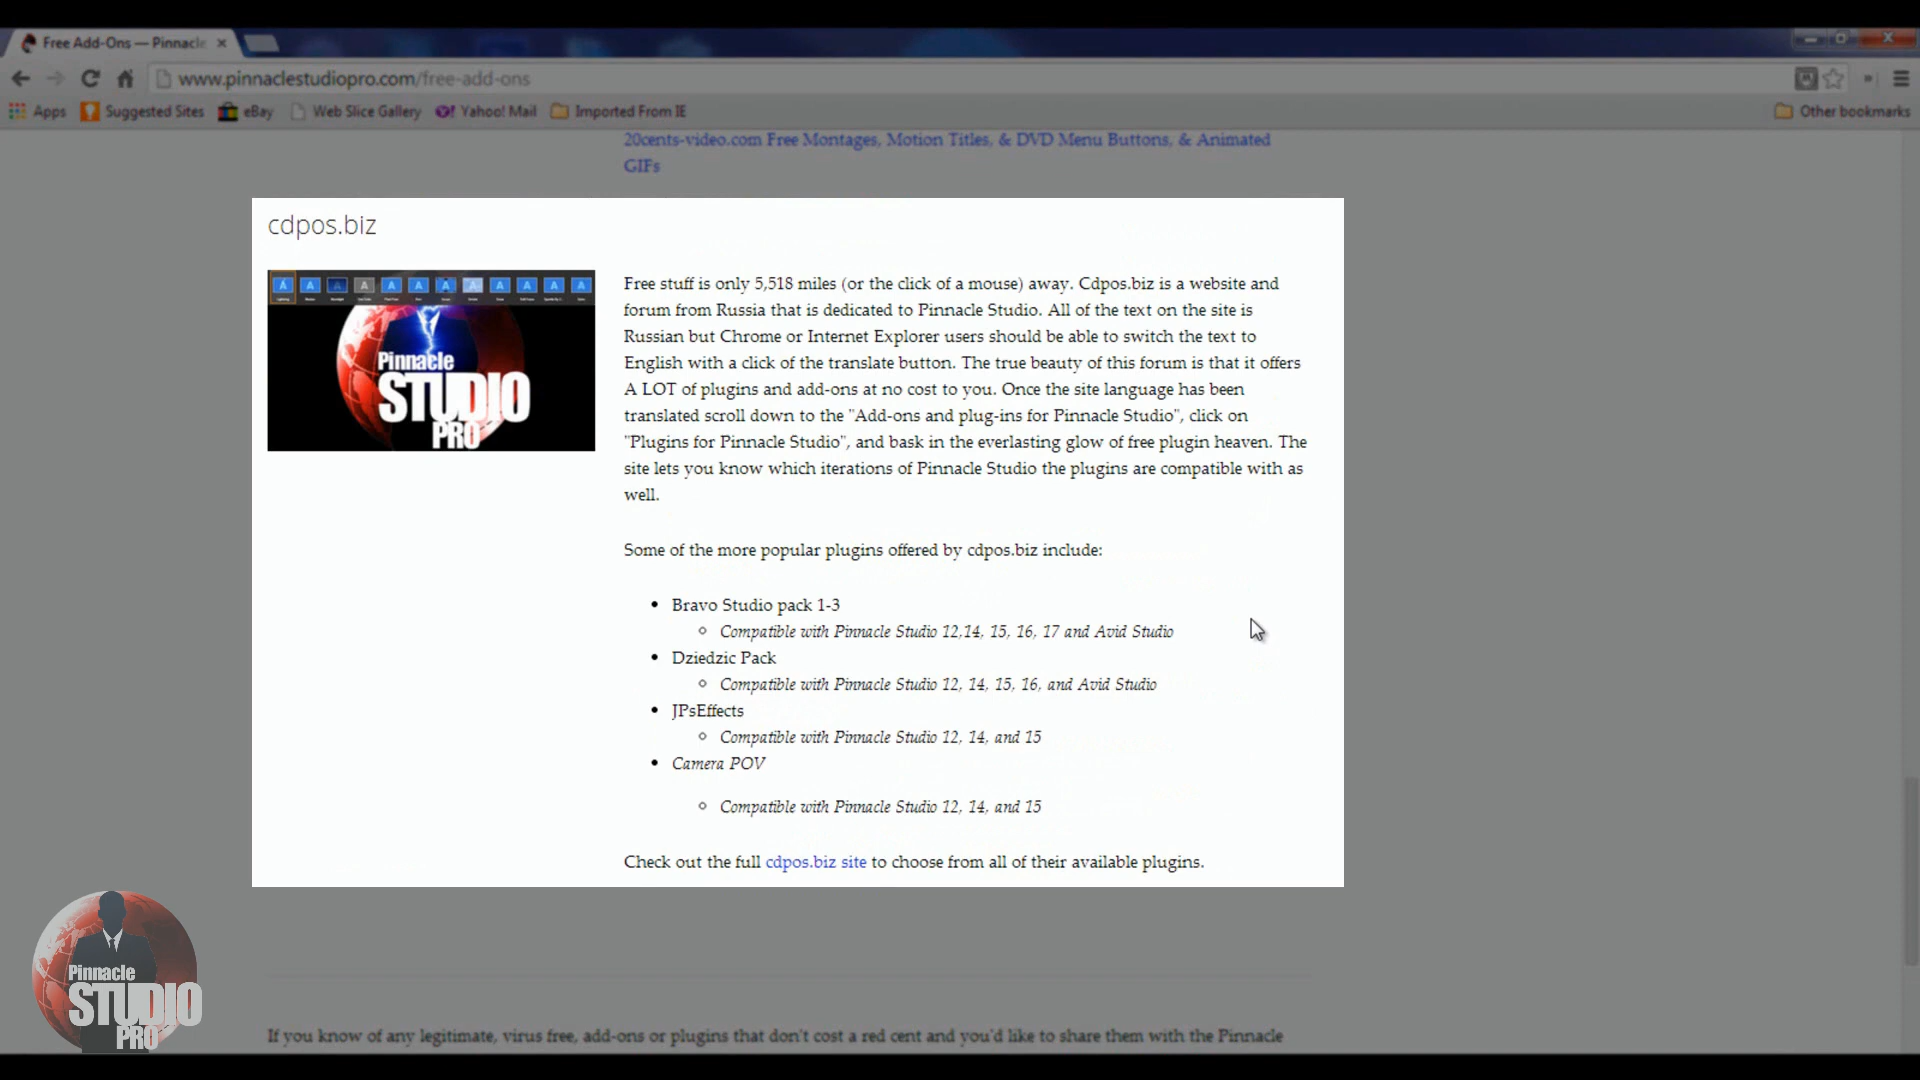 Free Add-Ons — Pinnacle
www.pinnaclestudiopro.com/free-add-ons
Apps Suggested Sites eBay Web Slice Gallery Yahoo! Mail Imported From IE Other bookmarks
20cents-video.com Free Montages, Motion Titles, & DVD Menu Buttons, & Animated
GIFs
cdpos.biz
Pinnacle
STUDIO
PRO
Free stuff is only 5,518 miles (or the click of a mouse) away. Cdpos.biz is a website and
forum from Russia that is dedicated to Pinnacle Studio. All of the text on the site is
Russian but Chrome or Internet Explorer users should be able to switch the text to
English with a click of the translate button. The true beauty of this forum is that it offers
A LOT of plugins and add-ons at no cost to you. Once the site language has been
translated scroll down to the "Add-ons and plug-ins for Pinnacle Studio", click on
"Plugins for Pinnacle Studio", and bask in the everlasting glow of free plugin heaven. The
site lets you know which iterations of Pinnacle Studio the plugins are compatible with as
well.
Some of the more popular plugins offered by cdpos.biz include:
• Bravo Studio pack 1-3
○ Compatible with Pinnacle Studio 12,14, 15, 16, 17 and Avid Studio
• Dziedzic Pack
○ Compatible with Pinnacle Studio 12, 14, 15, 16, and Avid Studio
• JPsEffects
○ Compatible with Pinnacle Studio 12, 14, and 15
• Camera POV
○ Compatible with Pinnacle Studio 12, 14, and 15
Check out the full cdpos.biz site to choose from all of their available plugins.
Pinnacle
STUDIO
PRO
If you know of any legitimate, virus free, add-ons or plugins that don't cost a red cent and you'd like to share them with the Pinnacle